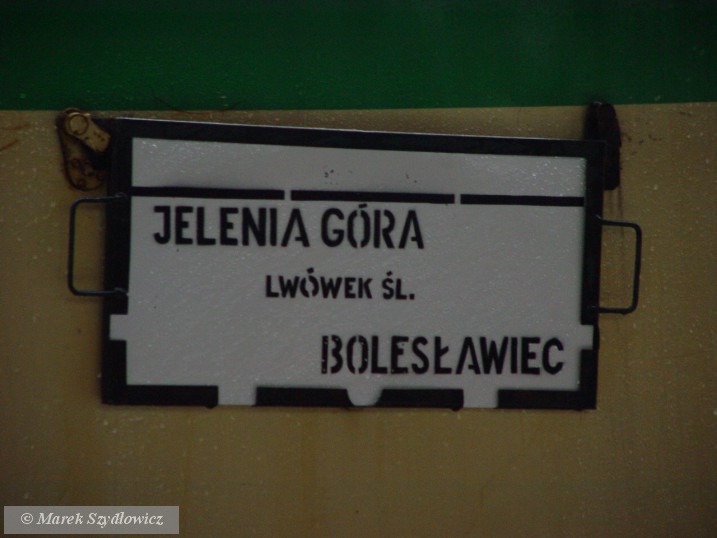 JELENIA GÓRA
LWÓWEK ŚL.
BOLESŁAWIEC
© Marek Szydłowicz